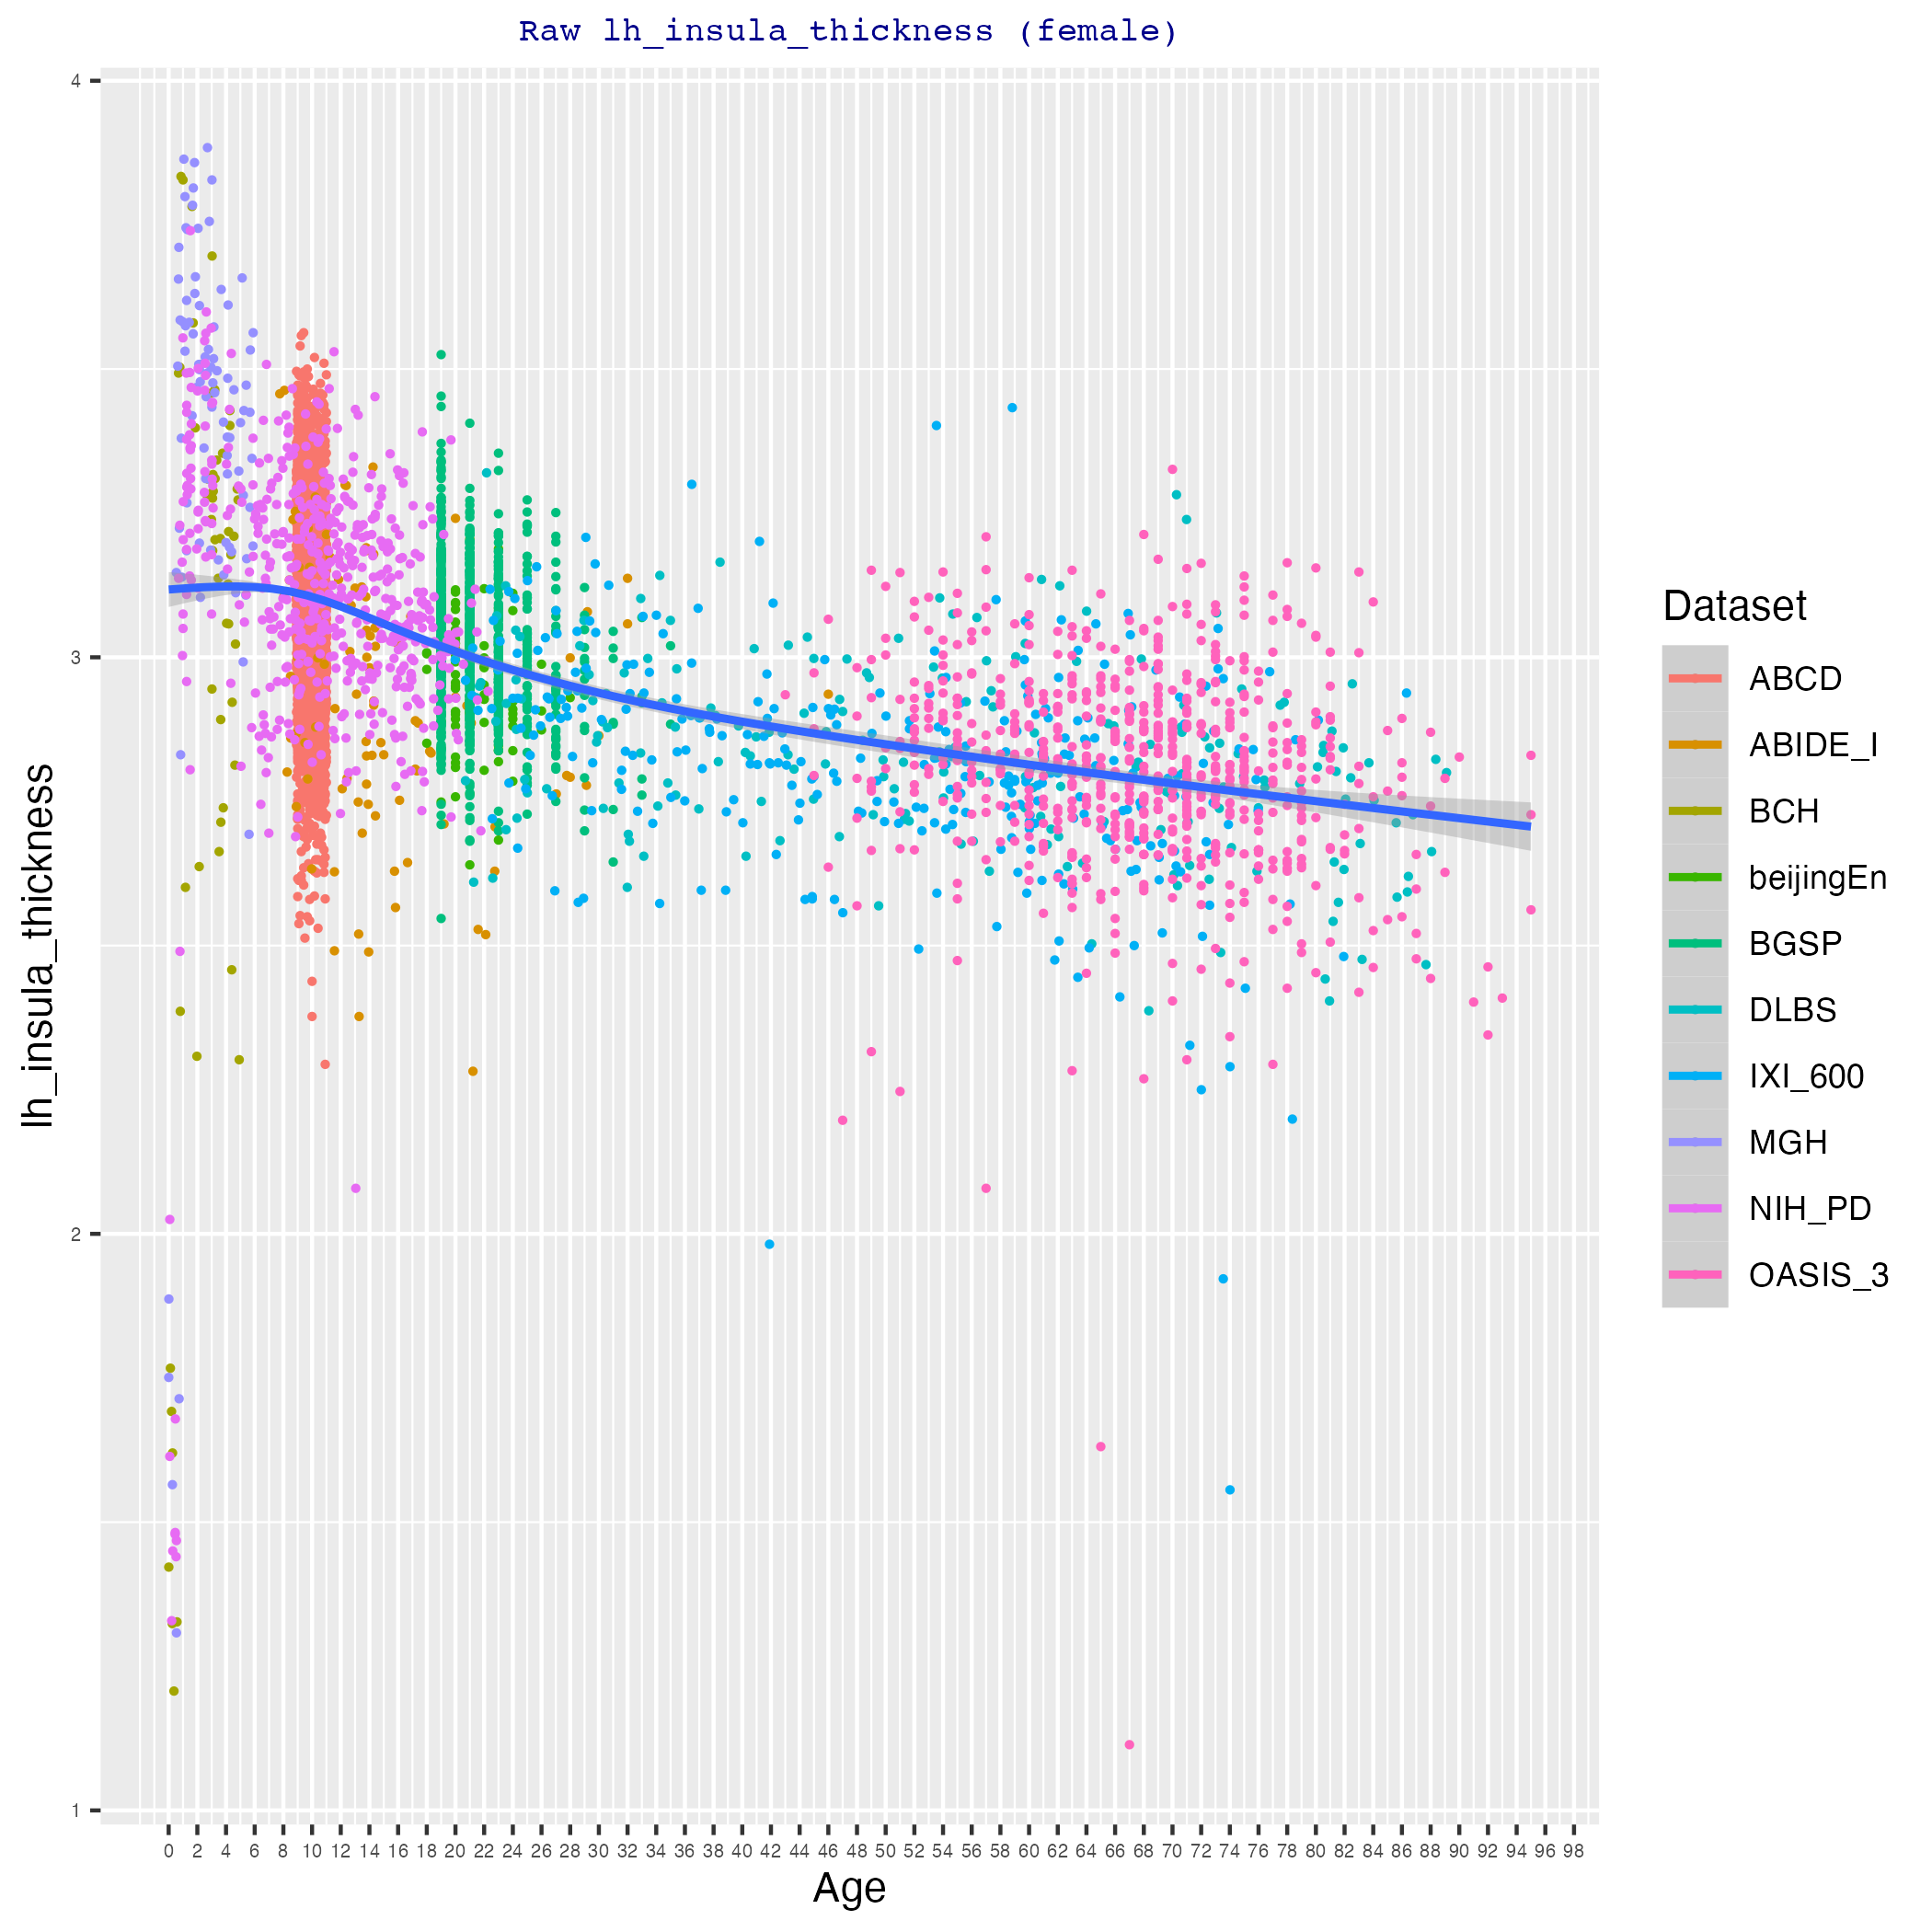 Raw lh_insula_thickness (female)
4
3
2
1
lh_insula_thickness
0 2 4 6 8 10 12 14 16 18 20 22 24 26 28 30 32 34 36 38 40 42 44 46 48 50 52 54 56 58 60 62 64 66 68 70 72 74 76 78 80 82 84 86 88 90 92 94 96 98
Age
Dataset
ABCD
ABIDE_I
BCH
beijingEn
BGSP
DLBS
IXI_600
MGH
NIH_PD
OASIS_3